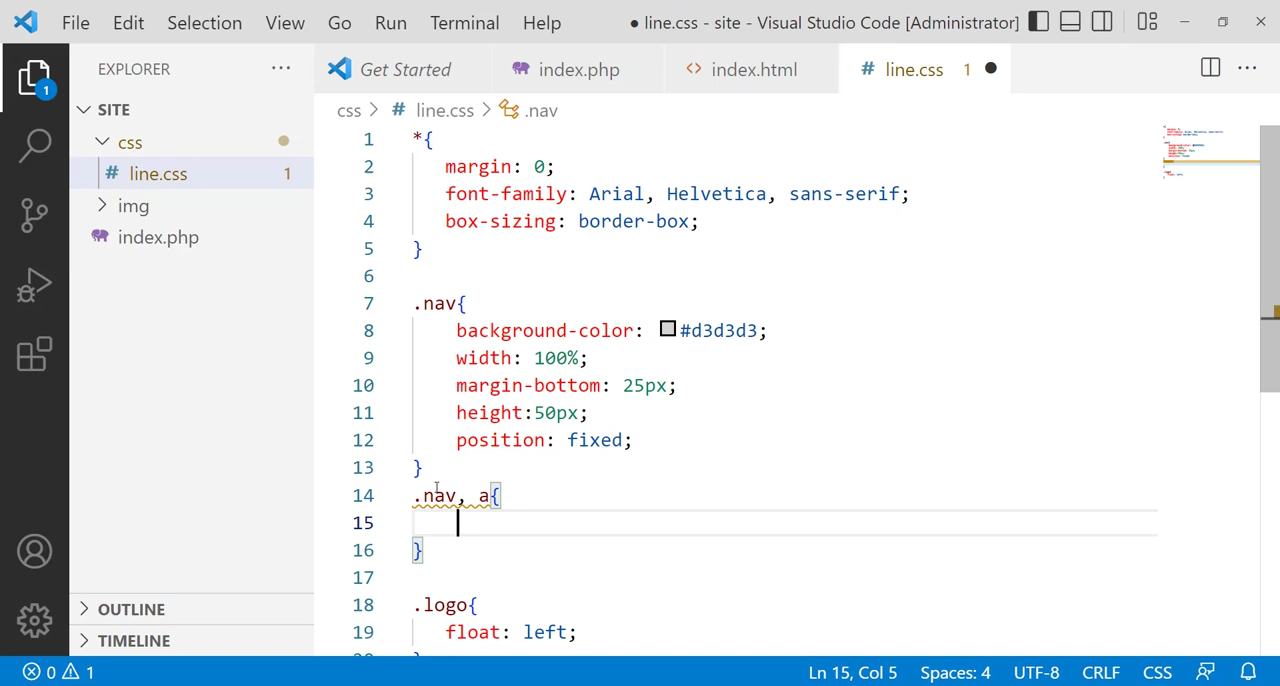 File Edit Selection View Go Run Terminal Help ● line.css - site - Visual Studio Code [Administrator]
EXPLORER ···
Get Started index.php <> index.html # line.css 1 ● ···
SITE
css > # line.css > .nav
css
# line.css 1
img
index.php
1 *{
2 margin: 0;
3 font-family: Arial, Helvetica, sans-serif;
4 box-sizing: border-box;
5 }
6
7 .nav{
8 background-color: #d3d3d3;
9 width: 100%;
10 margin-bottom: 25px;
11 height:50px;
12 position: fixed;
13 }
14 .nav, a{
15
16 }
17
18 .logo{
19 float: left;
1
OUTLINE
TIMELINE
0 1 Ln 15, Col 5 Spaces: 4 UTF-8 CRLF CSS